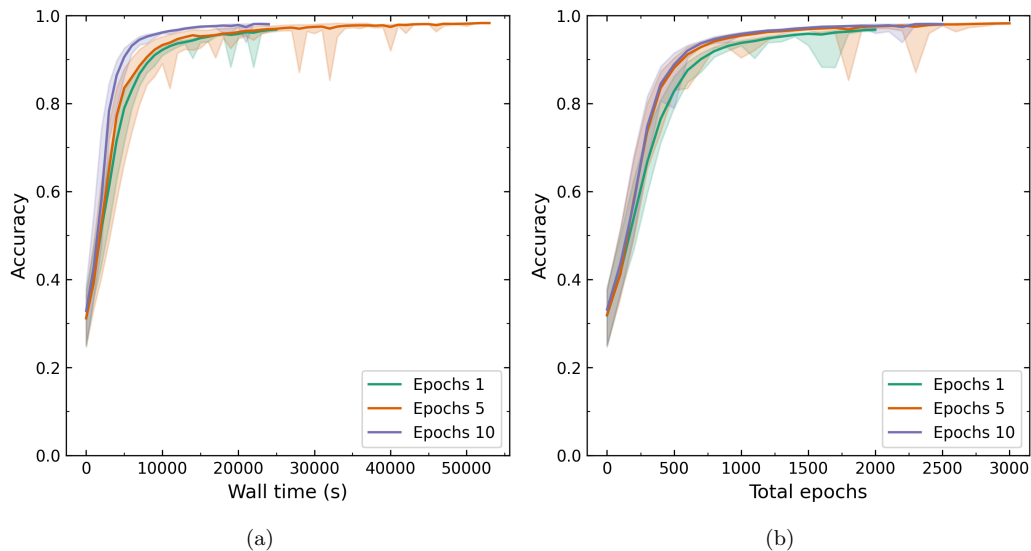 1.0
0.8
0.6
0.4
0.2
0.0
Accuracy
0 10000 20000 30000 40000 50000
Wall time (s)
Epochs 1
Epochs 5
Epochs 10
(a)
1.0
0.8
0.6
0.4
0.2
0.0
Accuracy
0 500 1000 1500 2000 2500 3000
Total epochs
Epochs 1
Epochs 5
Epochs 10
(b)